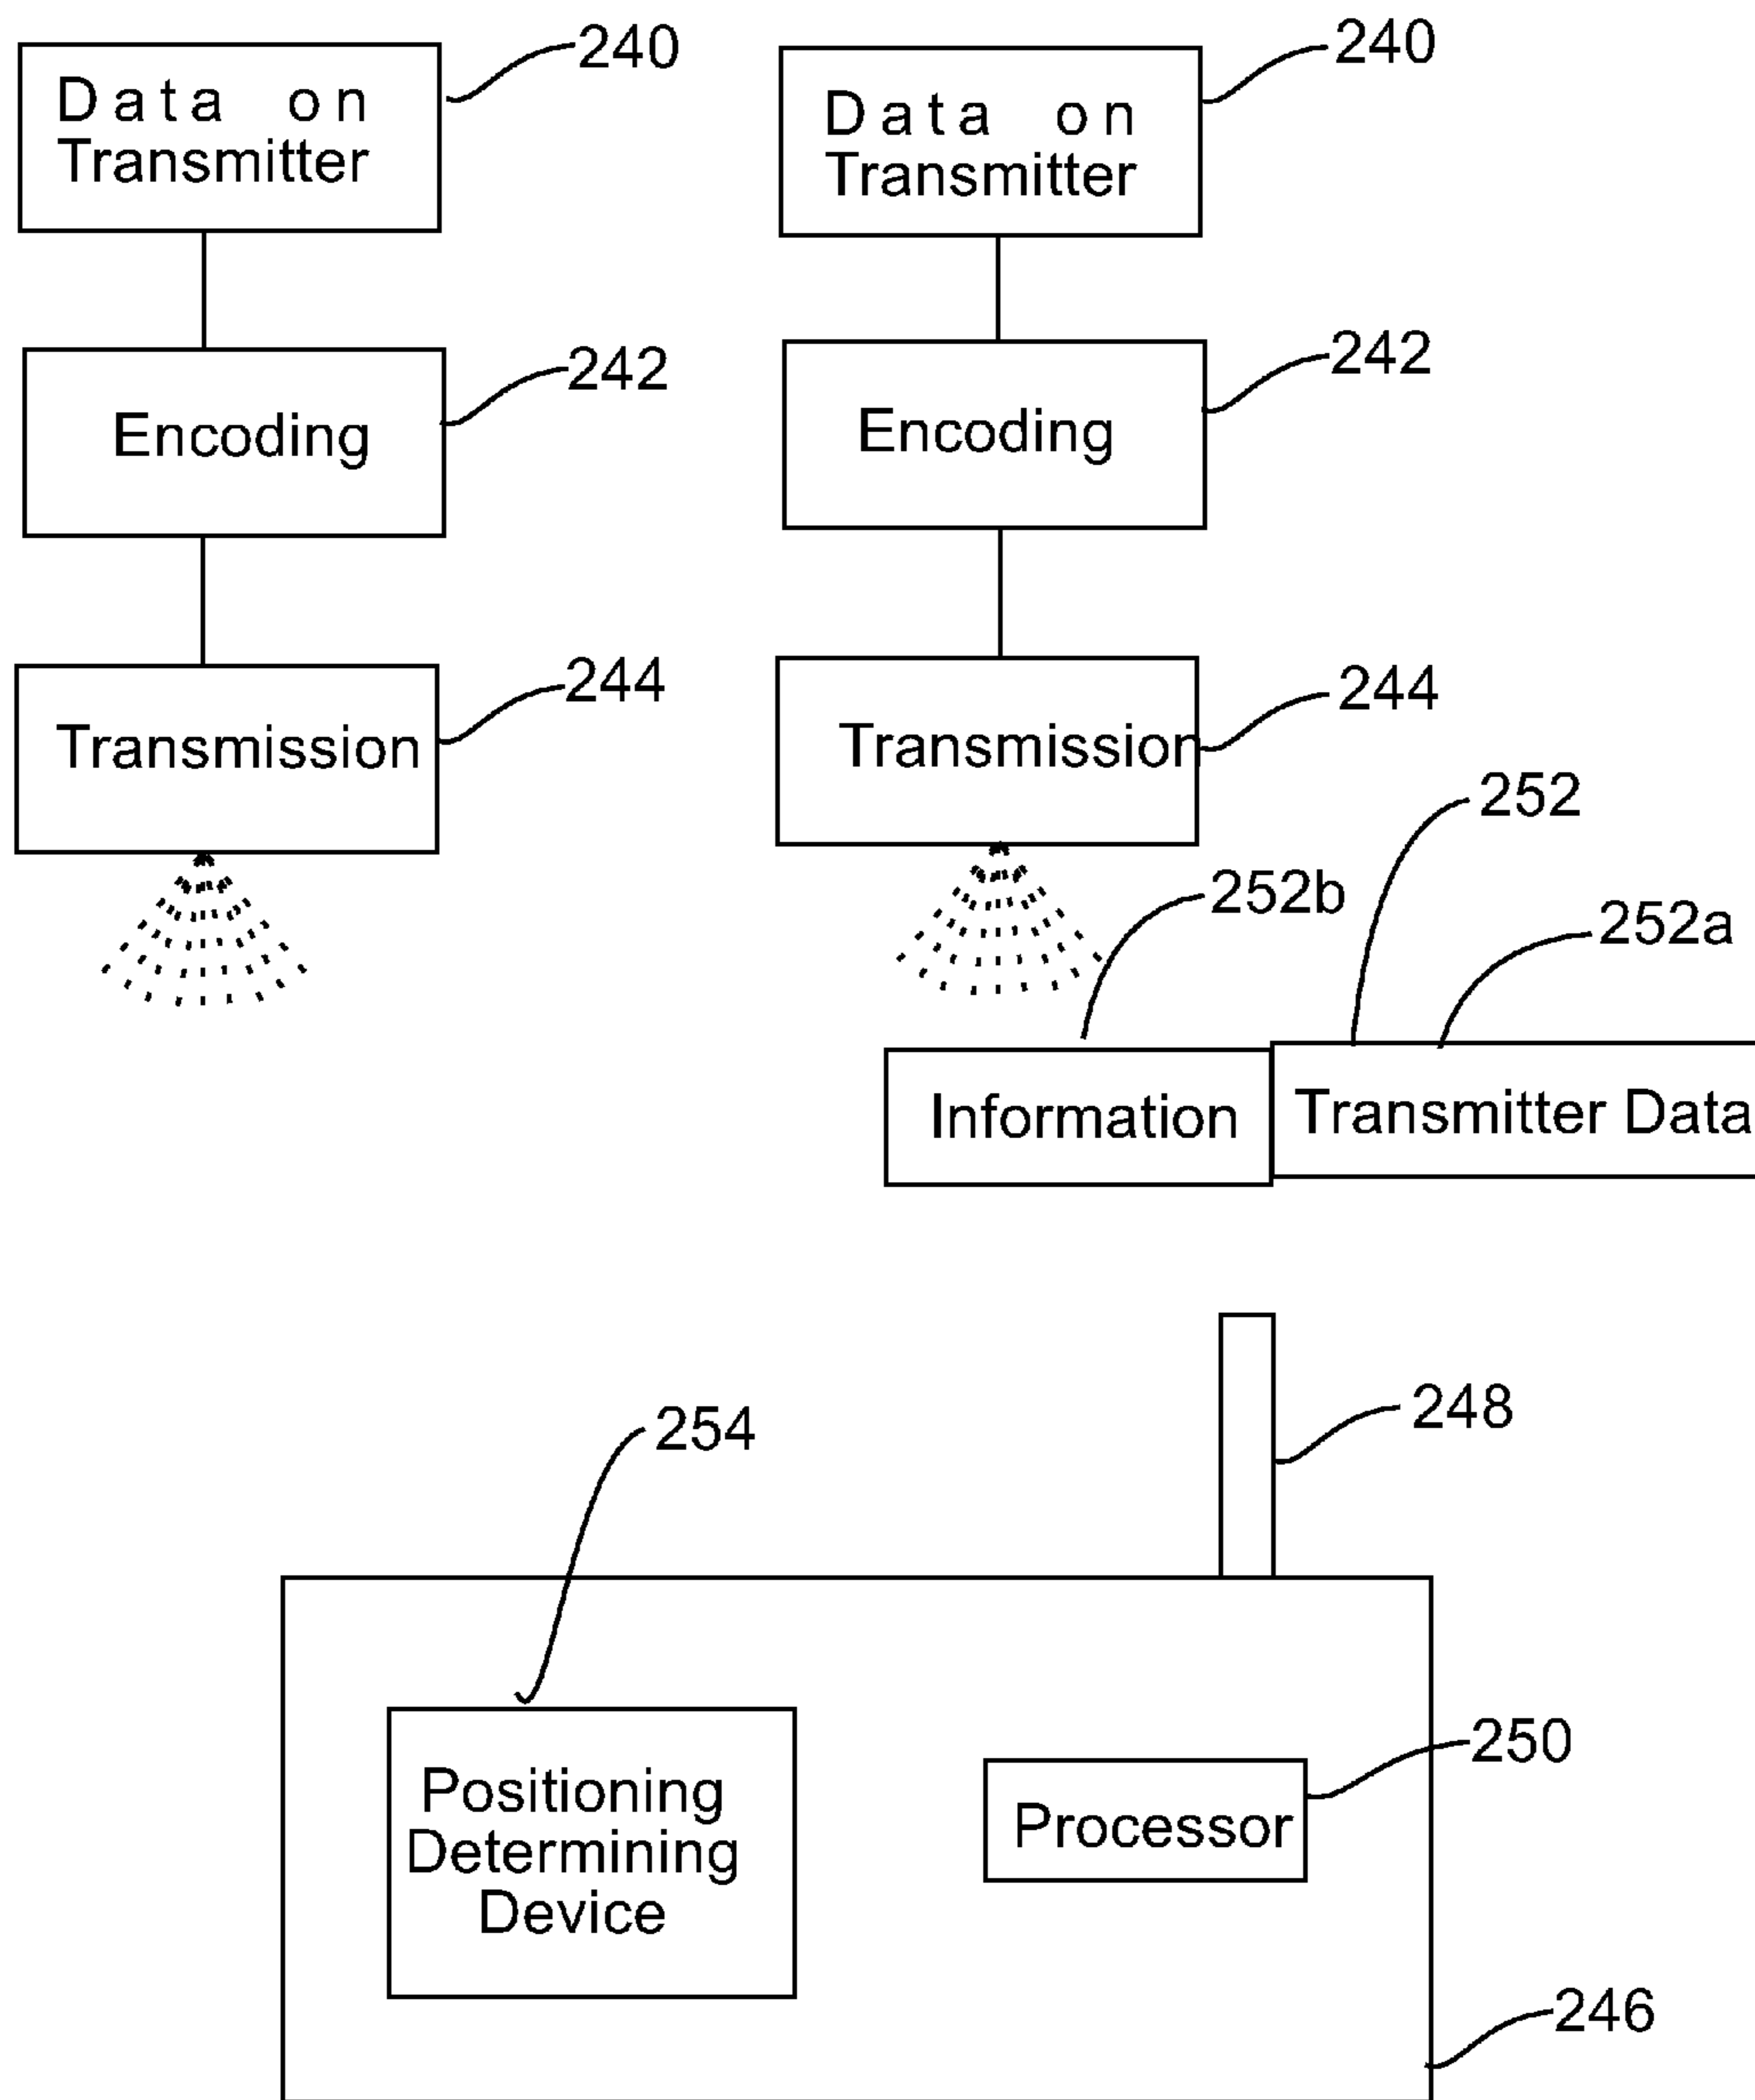 240
Data on
Transmitter
240
Data on
Transmitter
242
Encoding
242
Encoding
244
Transmission
244
Transmission
252
252b
252a
Information
Transmitter Data
248
254
Positioning
Determining
Device
250
Processor
246